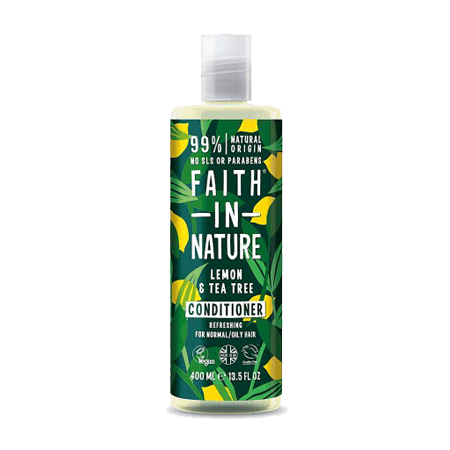 99% | NATURAL ORIGIN
NO SLS OR PARABENS
FAITH
-IN-
NATURE
LEMON
& TEA TREE
CONDITIONER
REFRESHING
FOR NORMAL/OILY HAIR
Vegan
400 ML e 13.5 FL OZ